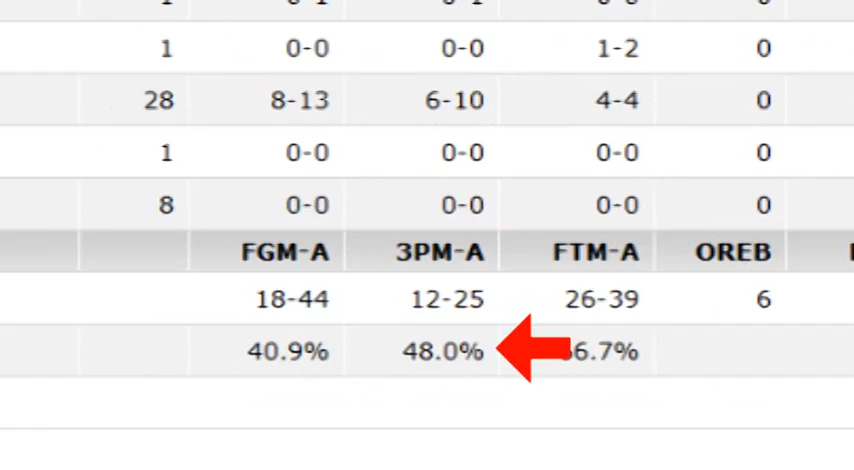 1 0-0 0-0 1-2 0
28 8-13 6-10 4-4 0
1 0-0 0-0 0-0 0
8 0-0 0-0 0-0 0
FGM-A 3PM-A FTM-A OREB
18-44 12-25 26-39 6
40.9% 48.0% 6.7%